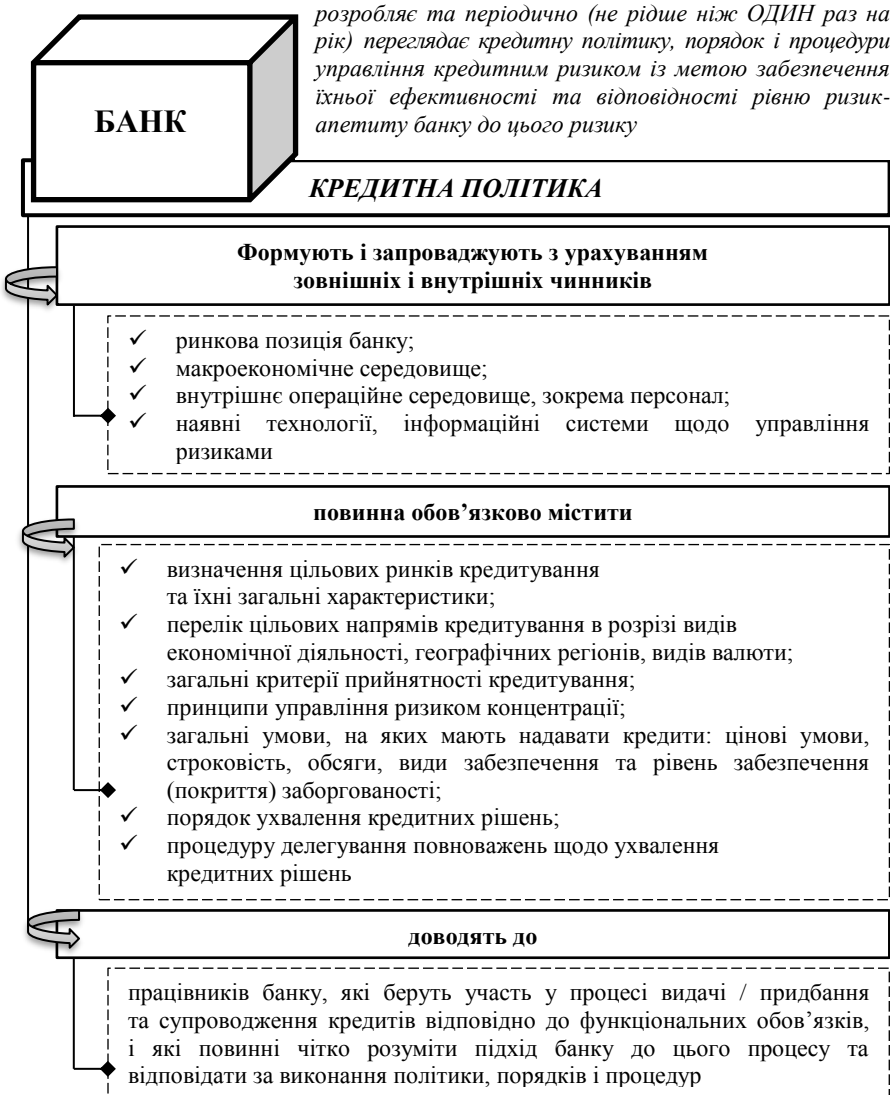 розробляє та періодично (не рідше ніж ОДИН раз на
рік) переглядає кредитну політику, порядок і процедури
управління кредитним ризиком із метою забезпечення
їхньої ефективності та відповідності рівню ризик-
апетиту банку до цього ризику
БАНК
КРЕДИТНА ПОЛІТИКА
Формують і запроваджують з урахуванням
зовнішніх і внутрішніх чинників
✓ ринкова позиція банку;
✓ макроекономічне середовище;
✓ внутрішнє операційне середовище, зокрема персонал;
✓ наявні технології, інформаційні системи щодо управління
ризиками
повинна обов’язково містити
✓ визначення цільових ринків кредитування
та їхні загальні характеристики;
✓ перелік цільових напрямів кредитування в розрізі видів
економічної діяльності, географічних регіонів, видів валюти;
✓ загальні критерії прийнятності кредитування;
✓ принципи управління ризиком концентрації;
✓ загальні умови, на яких мають надавати кредити: цінові умови,
строковість, обсяги, види забезпечення та рівень забезпечення
(покриття) заборгованості;
✓ порядок ухвалення кредитних рішень;
✓ процедуру делегування повноважень щодо ухвалення
кредитних рішень
доводять до
працівників банку, які беруть участь у процесі видачі / придбання
та супроводження кредитів відповідно до функціональних обов’язків,
і які повинні чітко розуміти підхід банку до цього процесу та
відповідати за виконання політики, порядків і процедур